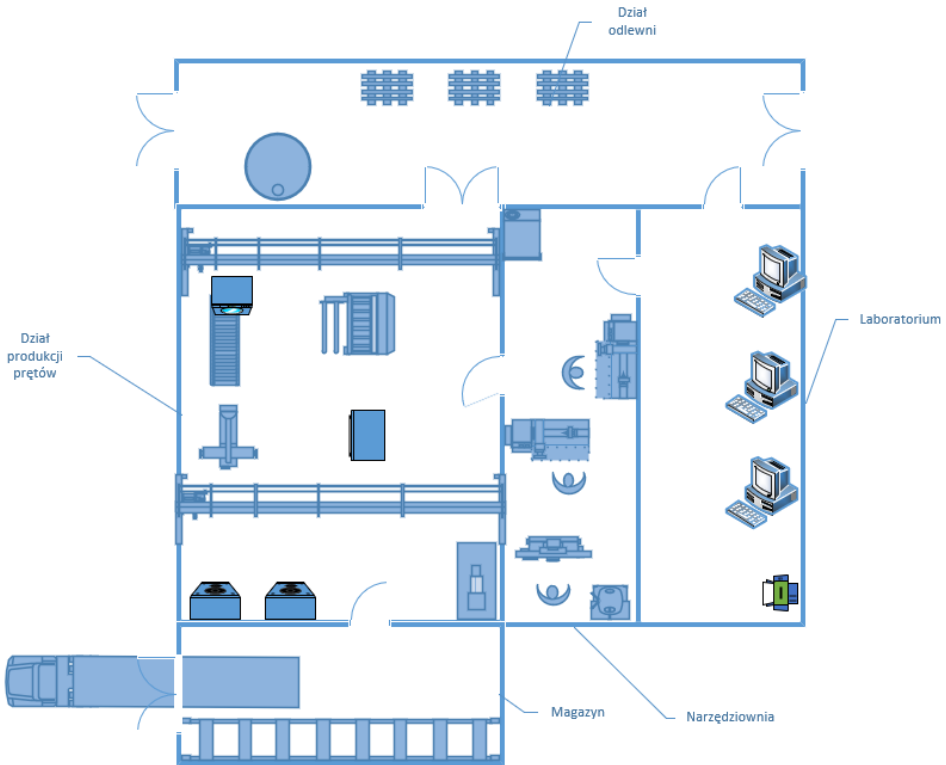 Dział
odlewni
Laboratorium
Dział
produkcji
prętów
Magazyn
Narzędziownia